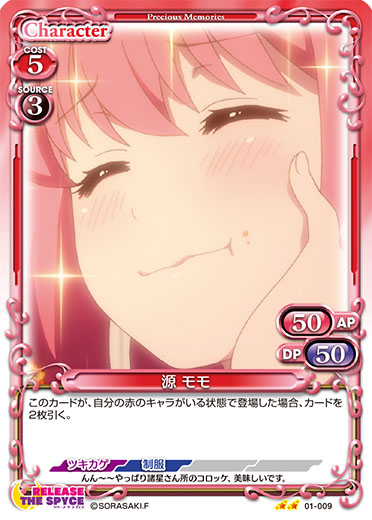 Precious Memories
Character
COST
5
SOURCE
3
50 AP
DP 50
源 モモ
このカードが、自分の赤のキャラがいる状態で登場した場合、カードを
2枚引く。
ツキカゲ 制服
んん～～やっぱり諸星さん所のコロッケ、美味しいです。
RELEASE
THE SPYCE
©SORASAKI.F
01-009